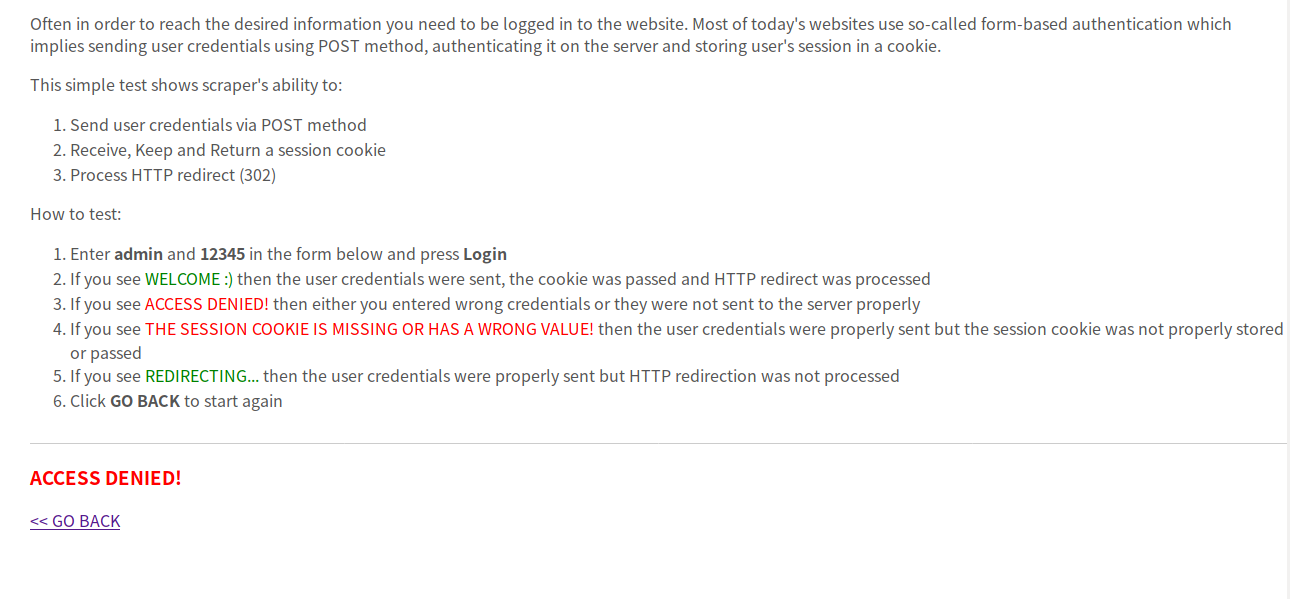 Often in order to reach the desired information you need to be logged in to the website. Most of today's websites use so-called form-based authentication which
implies sending user credentials using POST method, authenticating it on the server and storing user's session in a cookie.
This simple test shows scraper's ability to:
1. Send user credentials via POST method
2. Receive, Keep and Return a session cookie
3. Process HTTP redirect (302)
How to test:
1. Enter admin and 12345 in the form below and press Login
2. If you see WELCOME :) then the user credentials were sent, the cookie was passed and HTTP redirect was processed
3. If you see ACCESS DENIED! then either you entered wrong credentials or they were not sent to the server properly
4. If you see THE SESSION COOKIE IS MISSING OR HAS A WRONG VALUE! then the user credentials were properly sent but the session cookie was not properly stored
or passed
5. If you see REDIRECTING... then the user credentials were properly sent but HTTP redirection was not processed
6. Click GO BACK to start again
ACCESS DENIED!
<< GO BACK